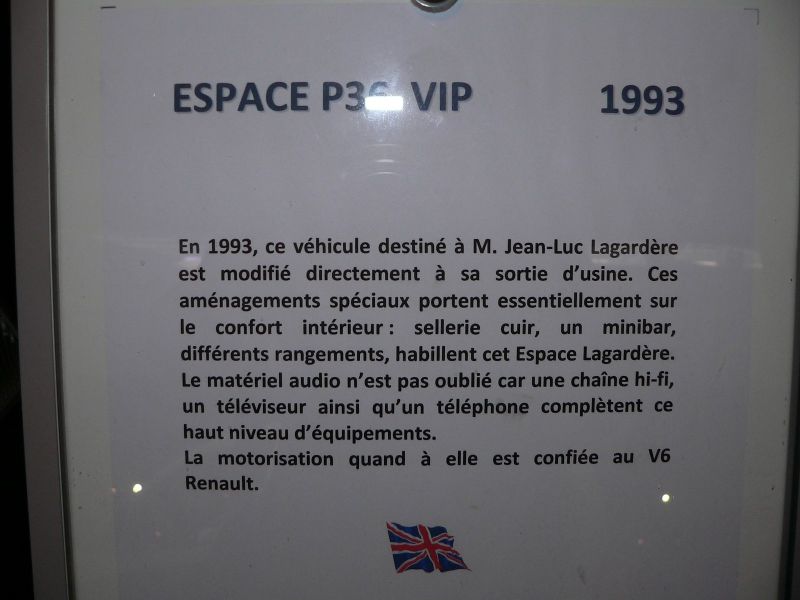 ESPACE P36 VIP 1993
En 1993, ce véhicule destiné à M. Jean-Luc Lagardère
est modifié directement à sa sortie d'usine. Ces
aménagements spéciaux portent essentiellement sur
le confort intérieur : sellerie cuir, un minibar,
différents rangements, habillent cet Espace Lagardère.
Le matériel audio n'est pas oublié car une chaîne hi-fi,
un téléviseur ainsi qu'un téléphone complètent ce
haut niveau d'équipements.
La motorisation quand à elle est confiée au V6
Renault.